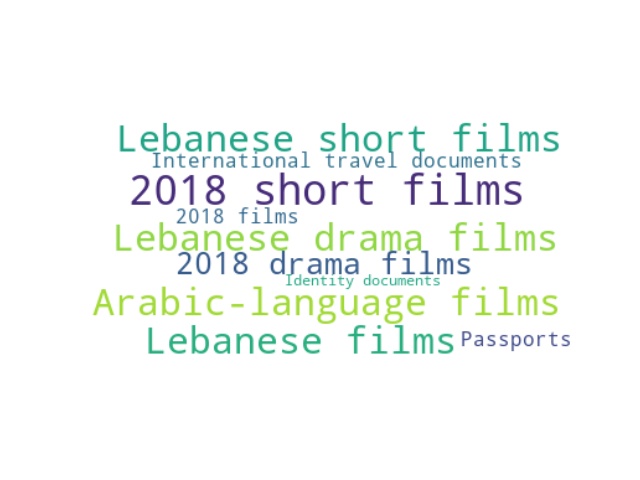 Lebanese short films
International travel documents
2018 short films
2018 films
Lebanese drama films
2018 drama films
Identity documents
Arabic-language films
Lebanese films
Passports